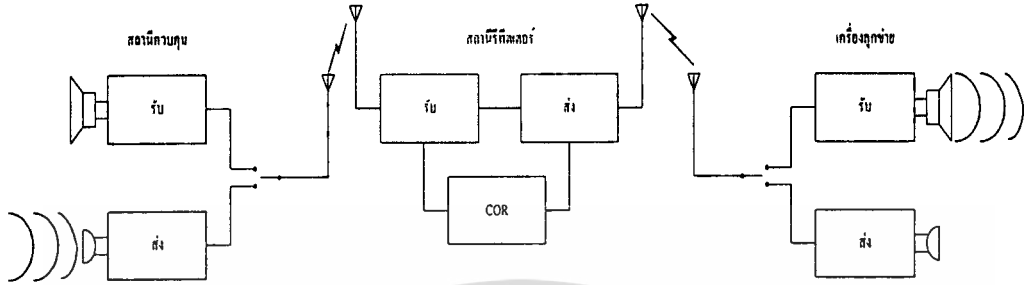 สถานีควบคุม
สถานีรีพีตเตอร์
เครื่องลูกข่าย
รับ
รับ
ส่ง
รับ
COR
ส่ง
ส่ง